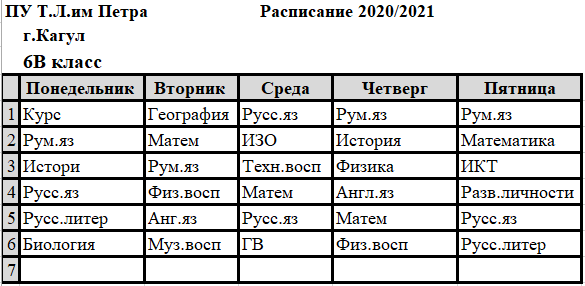 ПУ Т.Л.им Петра Расписание 2020/2021
г.Кагул
6В класс
Понедельник Вторник Среда Четверг Пятница
1 Курс География Русс.яз Рум.яз Рум.яз
2 Рум.яз Матем ИЗО История Математика
3 Истори Рум.яз Техн.восп Физика ИКТ
4 Русс.яз Физ.восп Матем Англ.яз Разв.личности
5 Русс.литер Анг.яз Русс.яз Матем Русс.яз
6 Биология Муз.восп ГВ Физ.восп Русс.литер
7